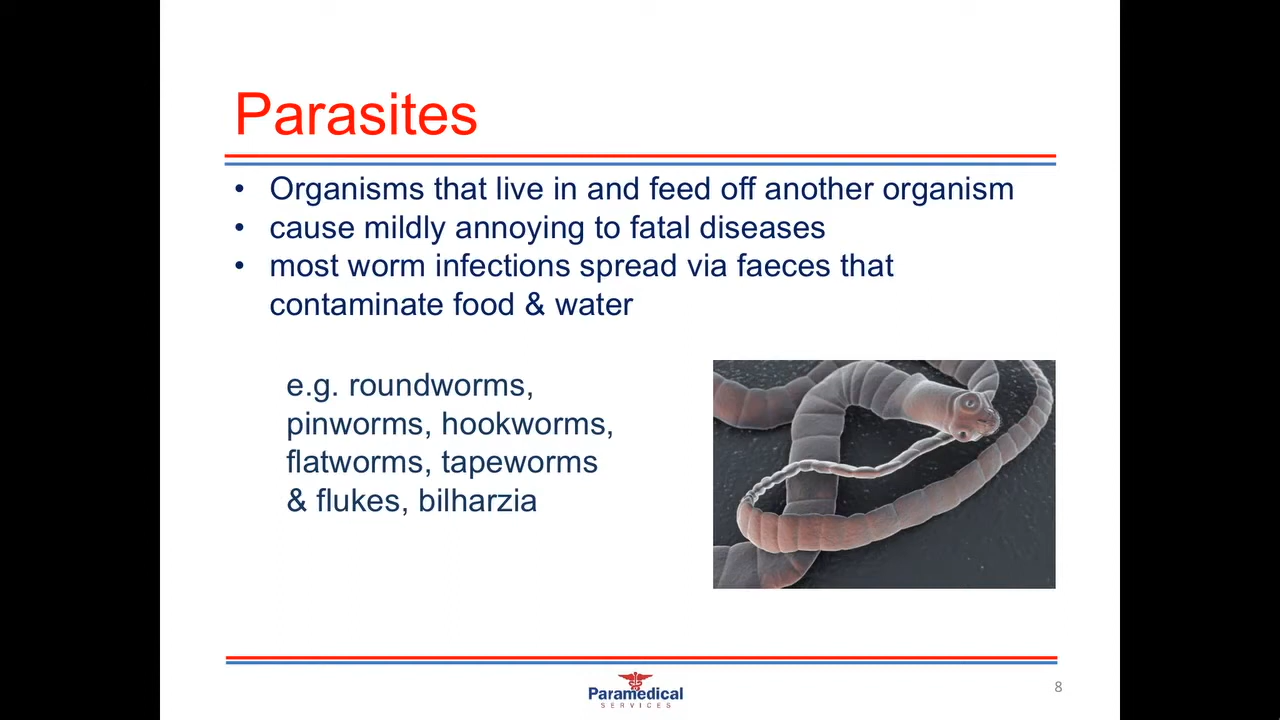 Parasites
• Organisms that live in and feed off another organism
• cause mildly annoying to fatal diseases
• most worm infections spread via faeces that
contaminate food & water
e.g. roundworms,
pinworms, hookworms,
flatworms, tapeworms
& flukes, bilharzia
Paramedical
SERVICES
8